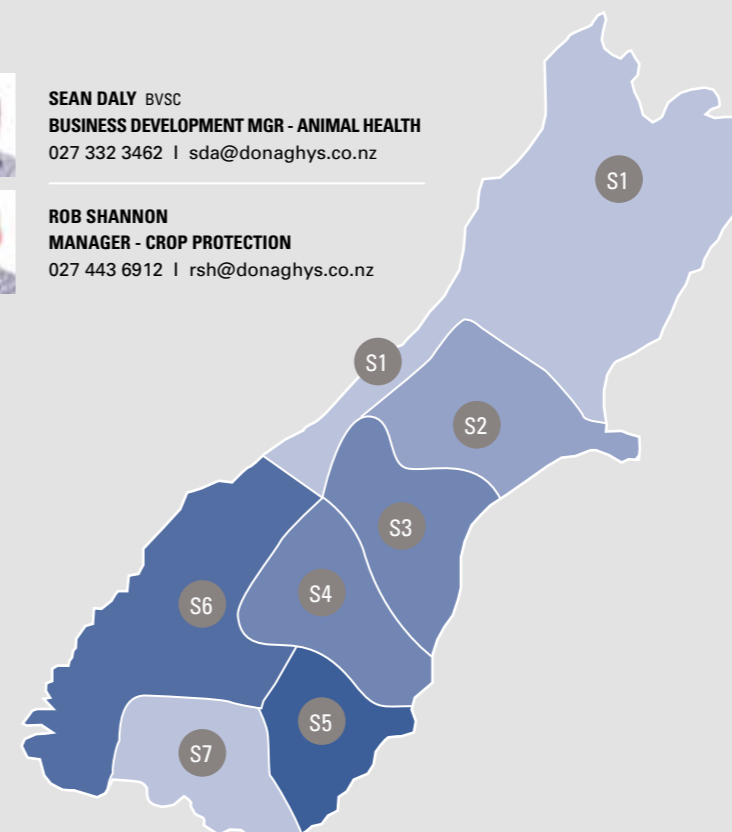 SEAN DALY BVSC
BUSINESS DEVELOPMENT MGR - ANIMAL HEALTH
027 332 3462 | sda@donaghys.co.nz
ROB SHANNON
MANAGER - CROP PROTECTION
027 443 6912 | rsh@donaghys.co.nz
S1
S1
S2
S3
S4
S6
S5
S7